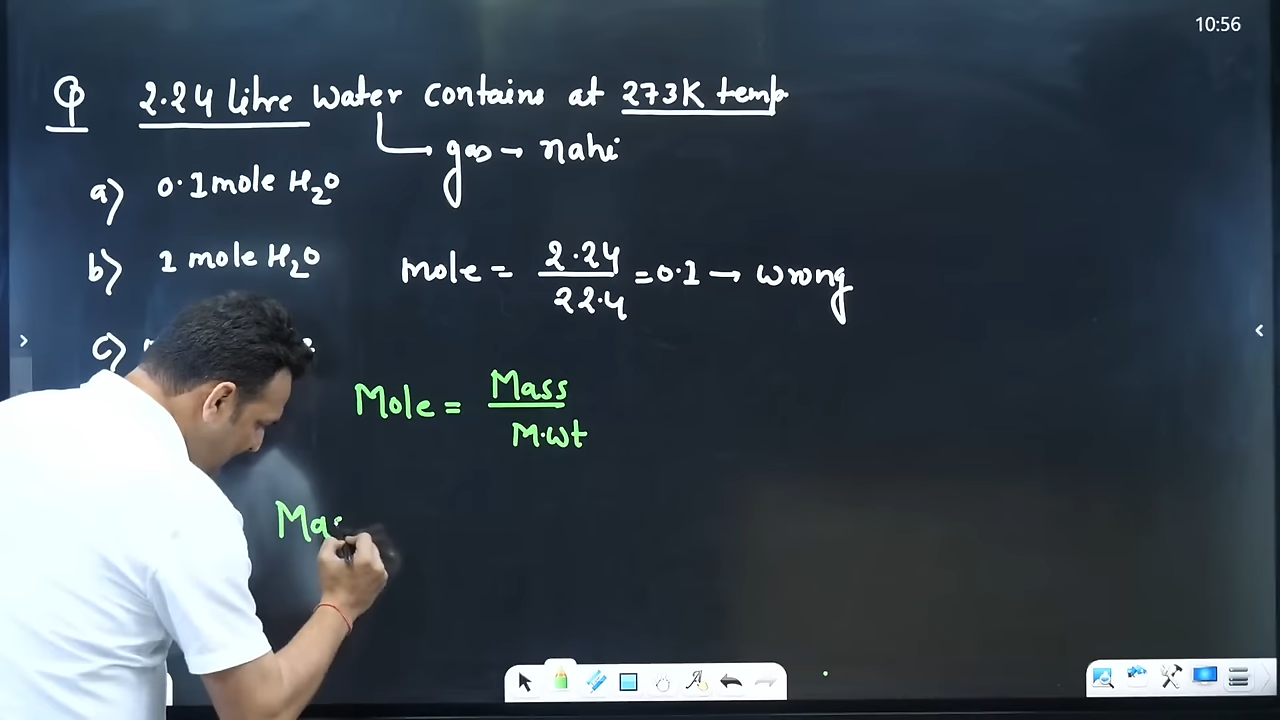 10:56
Q 2.24 litre water contains at 273K temp
gas → nahi
a) 0.1 mole H2O
b) 1 mole H2O
mole = 2.24 / 22.4 = 0.1 → wrong
c)
Mole = Mass / M.wt